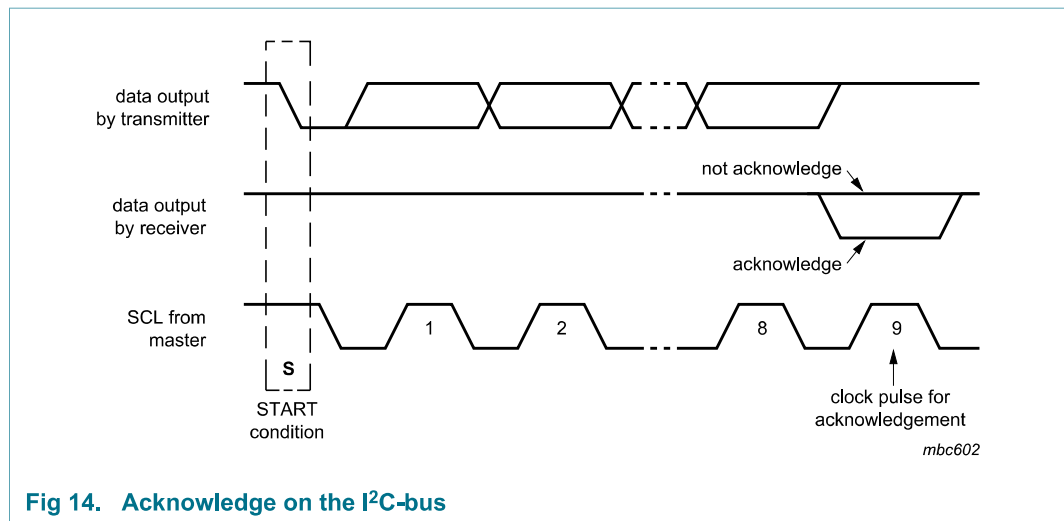 data output
by transmitter
not acknowledge
data output
by receiver
acknowledge
SCL from
master
1
2
8
9
S
START
condition
clock pulse for
acknowledgement
mbc602
Fig 14. Acknowledge on the I²C-bus